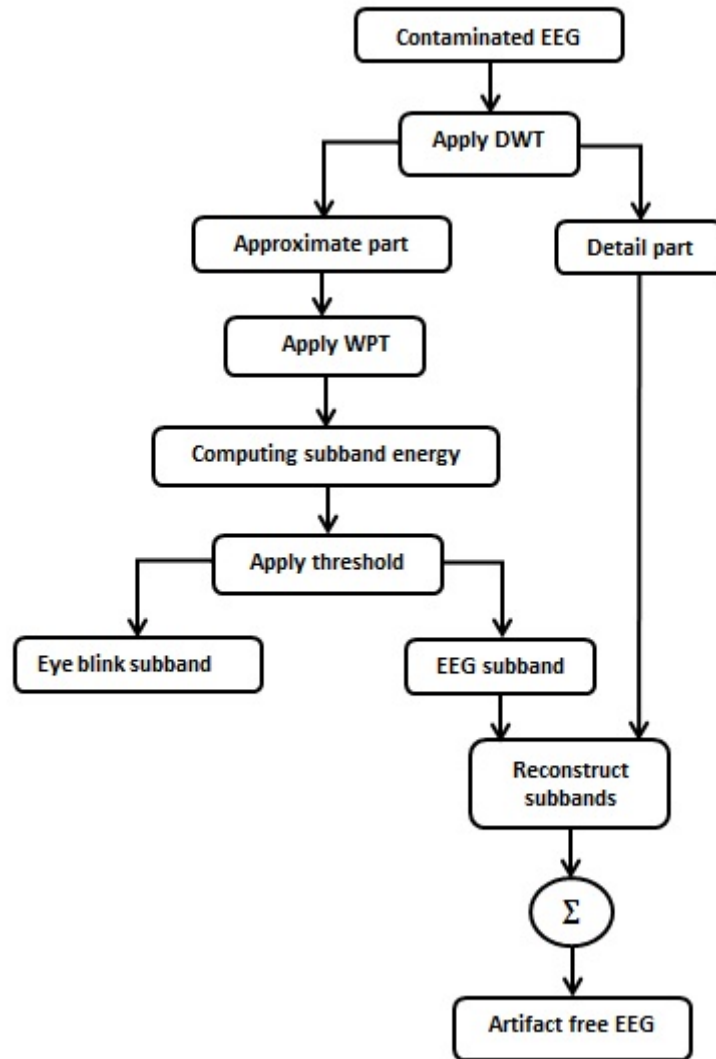 Contaminated EEG
Apply DWT
Approximate part
Detail part
Apply WPT
Computing subband energy
Apply threshold
Eye blink subband
EEG subband
Reconstruct
subbands
Σ
Artifact free EEG